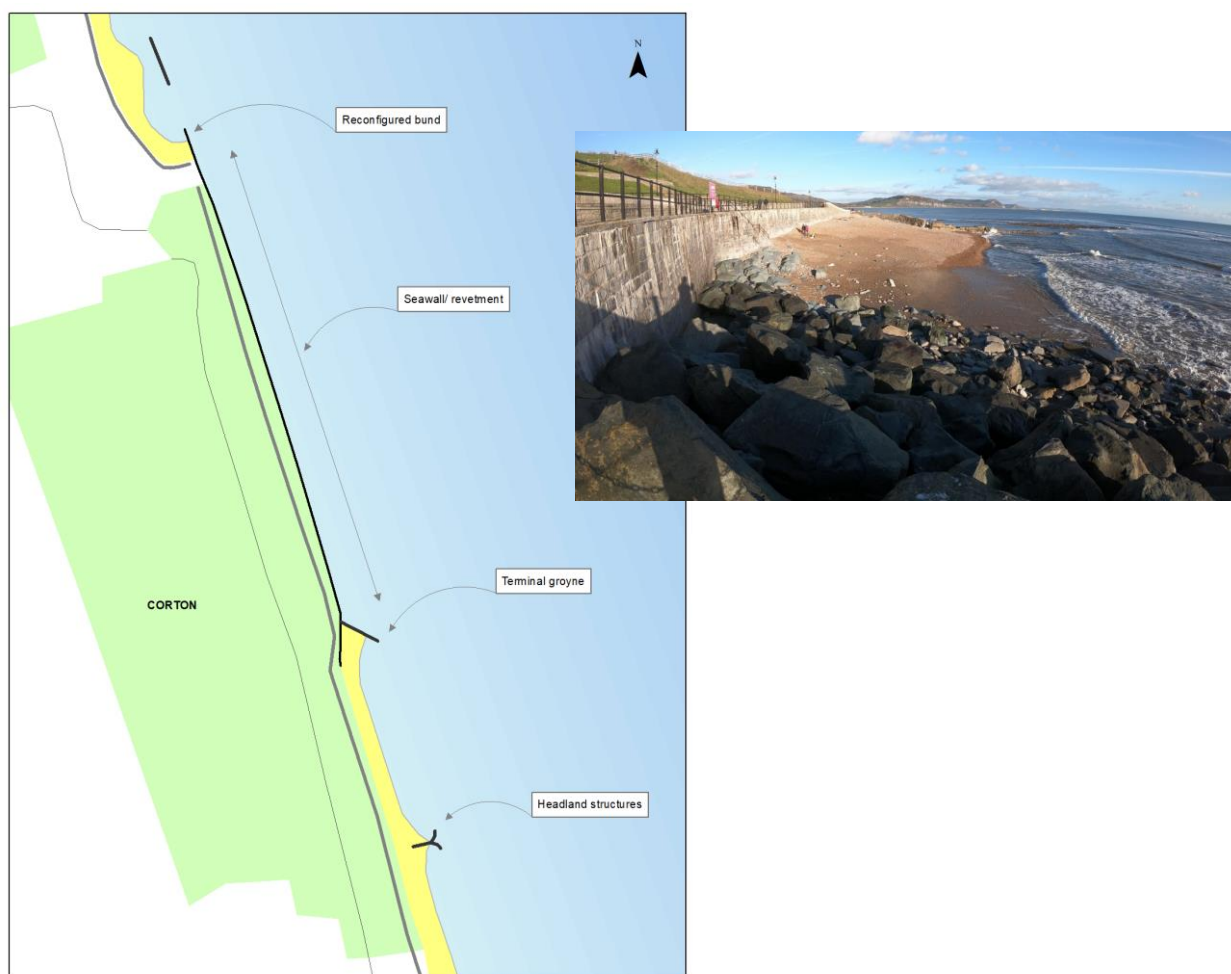 N
Reconfigured bund
Seawall/ revetment
Terminal groyne
CORTON
Headland structures